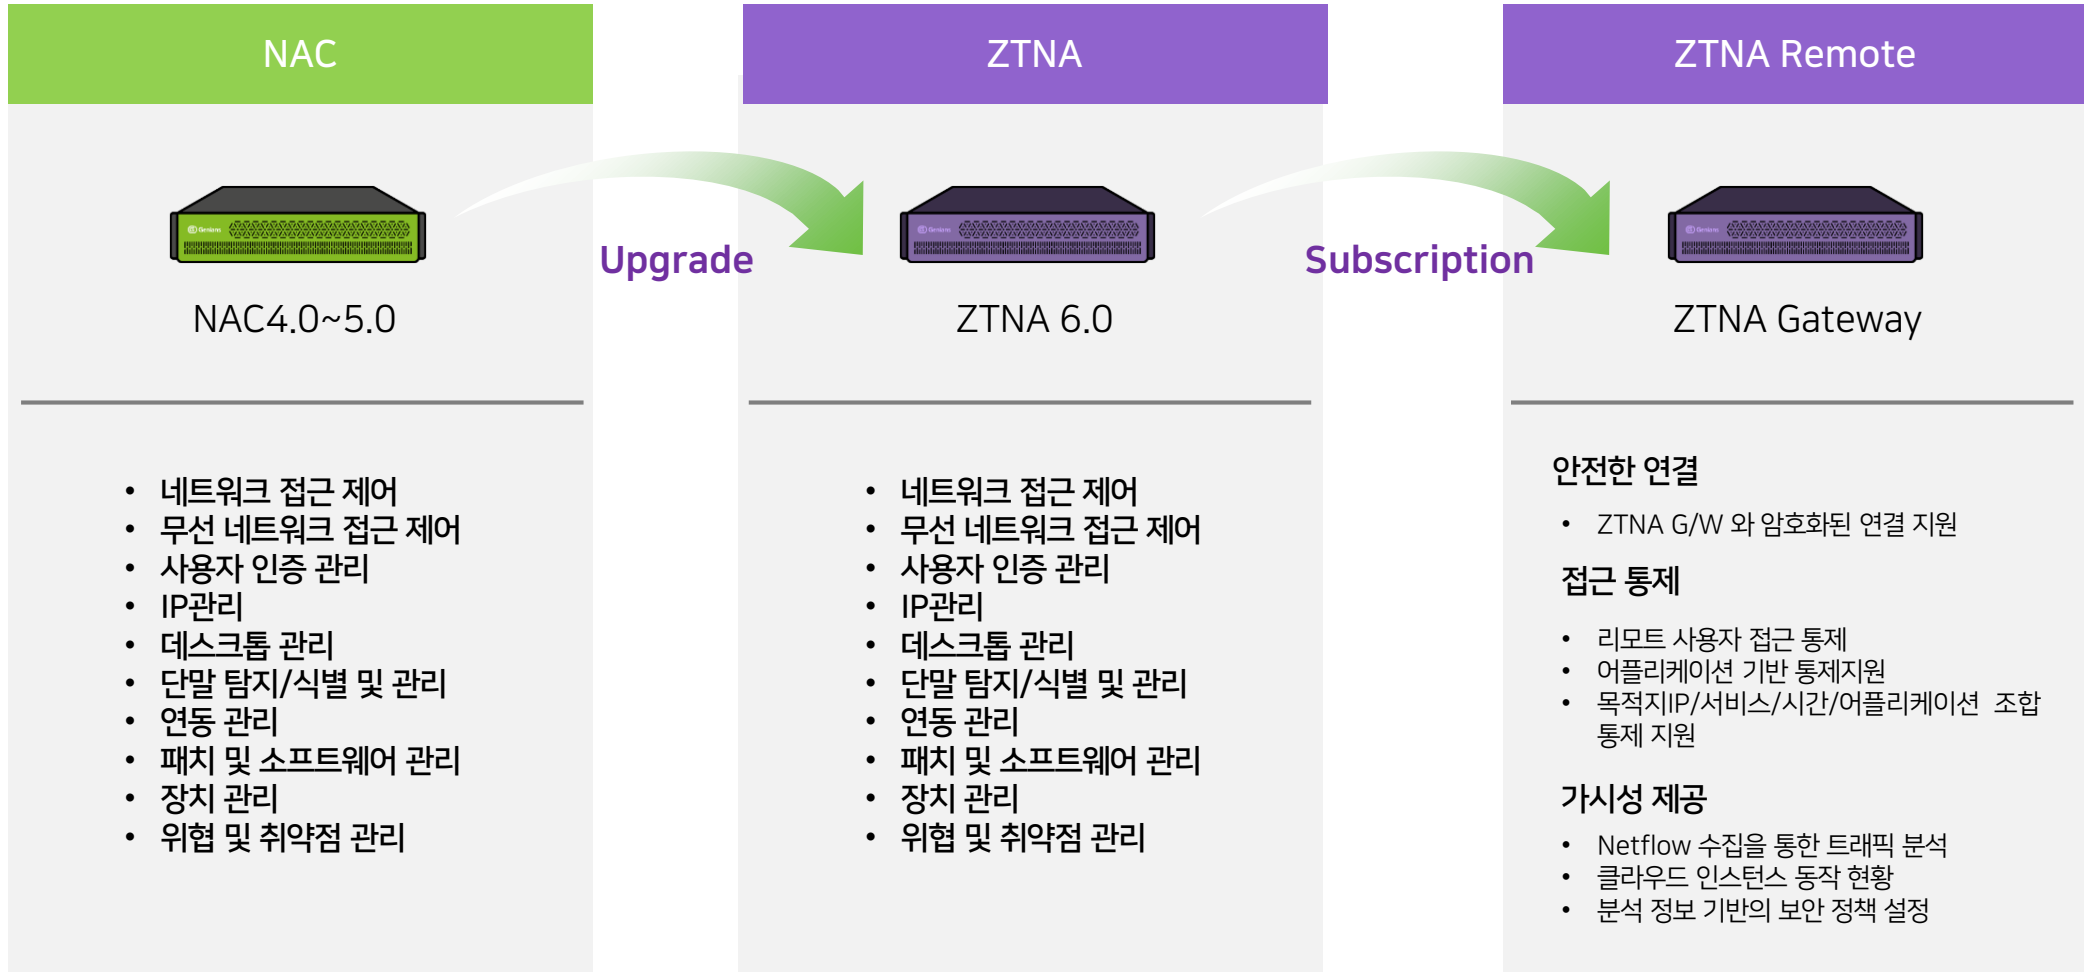 NAC
ZTNA
ZTNA Remote
Genians
Genians
Genians
Upgrade
Subscription
NAC4.0~5.0
ZTNA 6.0
ZTNA Gateway
• 네트워크 접근 제어
• 무선 네트워크 접근 제어
• 사용자 인증 관리
• IP관리
• 데스크톱 관리
• 단말 탐지/식별 및 관리
• 연동 관리
• 패치 및 소프트웨어 관리
• 장치 관리
• 위협 및 취약점 관리
• 네트워크 접근 제어
• 무선 네트워크 접근 제어
• 사용자 인증 관리
• IP관리
• 데스크톱 관리
• 단말 탐지/식별 및 관리
• 연동 관리
• 패치 및 소프트웨어 관리
• 장치 관리
• 위협 및 취약점 관리
안전한 연결
• ZTNA G/W 와 암호화된 연결 지원
접근 통제
• 리모트 사용자 접근 통제
• 어플리케이션 기반 통제지원
• 목적지IP/서비스/시간/어플리케이션 조합
통제 지원
가시성 제공
• Netflow 수집을 통한 트래픽 분석
• 클라우드 인스턴스 동작 현황
• 분석 정보 기반의 보안 정책 설정